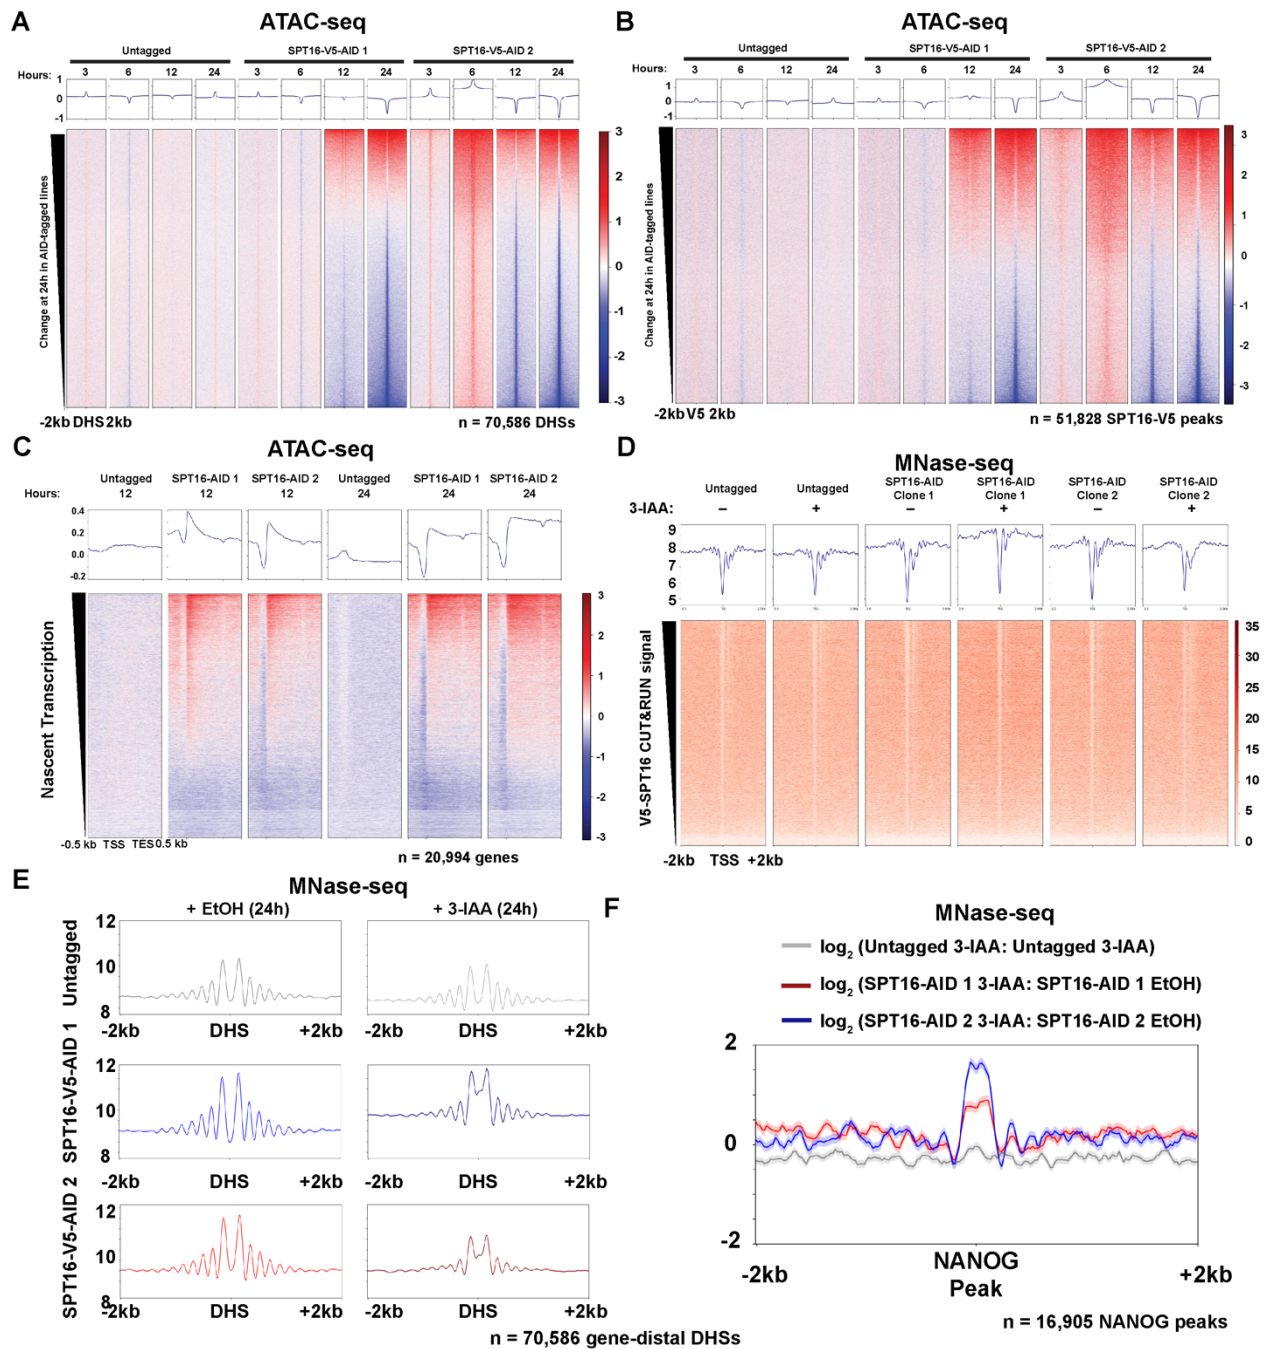 A
ATAC-seq
Untagged SPT16-V5-AID 1 SPT16-V5-AID 2
Hours: 3 6 12 24 3 6 12 24 3 6 12 24
1
0
-1
Change at 24h in AID-tagged lines
3
2
1
0
-1
-2
-3
-2kb DHS 2kb
n = 70,586 DHSs
B
ATAC-seq
Untagged SPT16-V5-AID 1 SPT16-V5-AID 2
Hours: 3 6 12 24 3 6 12 24 3 6 12 24
1
0
-1
Change at 24h in AID-tagged lines
3
2
1
0
-1
-2
-3
-2kb V5 2kb
n = 51,828 SPT16-V5 peaks
C
ATAC-seq
Untagged SPT16-AID 1 SPT16-AID 2 Untagged SPT16-AID 1 SPT16-AID 2
Hours: 12 12 12 24 24 24
0.4
0.2
0.0
-0.2
Nascent Transcription
3
2
1
0
-1
-2
-3
-0.5 kb TSS TES 0.5 kb
n = 20,994 genes
D
MNase-seq
Untagged Untagged SPT16-AID Clone 1 SPT16-AID Clone 1 SPT16-AID Clone 2 SPT16-AID Clone 2
3-IAA: – + – + – +
9
8
7
6
5
V5-SPT16 CUT&RUN signal
35
30
25
20
15
10
5
0
-2kb TSS +2kb
E
MNase-seq
+ EtOH (24h) + 3-IAA (24h)
Untagged
12
10
8
-2kb DHS +2kb -2kb DHS +2kb
SPT16-V5-AID 1
12
10
8
-2kb DHS +2kb -2kb DHS +2kb
SPT16-V5-AID 2
12
10
8
-2kb DHS +2kb -2kb DHS +2kb
n = 70,586 gene-distal DHSs
F
MNase-seq
log2 (Untagged 3-IAA: Untagged 3-IAA)
log2 (SPT16-AID 1 3-IAA: SPT16-AID 1 EtOH)
log2 (SPT16-AID 2 3-IAA: SPT16-AID 2 EtOH)
2
0
-2
-2kb NANOG Peak +2kb
n = 16,905 NANOG peaks